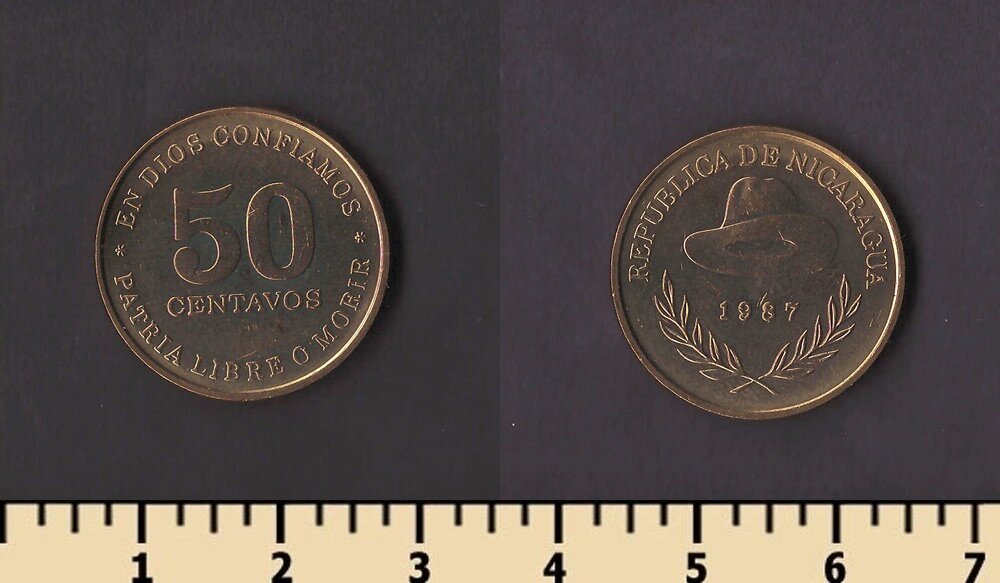 * EN DIOS CONFIAMOS *
50
CENTAVOS
PATRIA LIBRE O MORIR
REPUBLICA DE NICARAGUA
1987
1 2 3 4 5 6 7